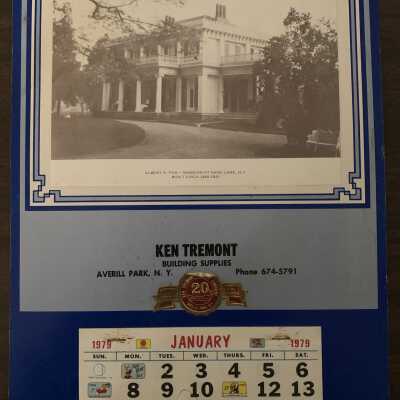 KEN TREMONT
BUILDING SUPPLIES
AVERILL PARK, N. Y. Phone 674-5791
20
1979 JANUARY 1979
SUN. MON. TUES. WED. THURS. FRI. SAT.
2 3 4 5 6
8 9 10 12 13